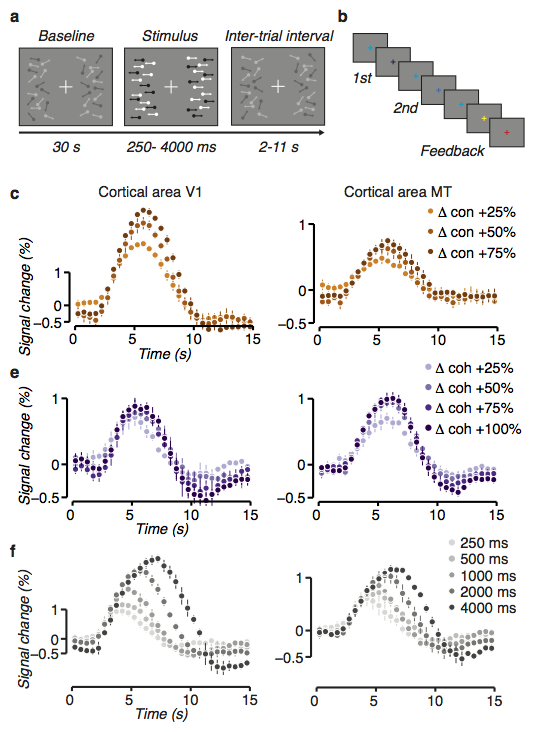 a
Baseline Stimulus Inter-trial interval
30 s 250- 4000 ms 2-11 s
b
1st
2nd
Feedback
c
Cortical area V1
Signal change (%)
1
0
−0.5
0 5 10 15
Time (s)
Cortical area MT
Δ con +25%
Δ con +50%
Δ con +75%
1
0
−0.5
0 5 10 15
e
Signal change (%)
1
0
−0.5
0 5 10 15
Time (s)
Δ coh +25%
Δ coh +50%
Δ coh +75%
Δ coh +100%
1
0
−0.5
0 5 10 15
f
Signal change (%)
1
0
−0.5
0 5 10 15
Time (s)
250 ms
500 ms
1000 ms
2000 ms
4000 ms
1
0
−0.5
0 5 10 15